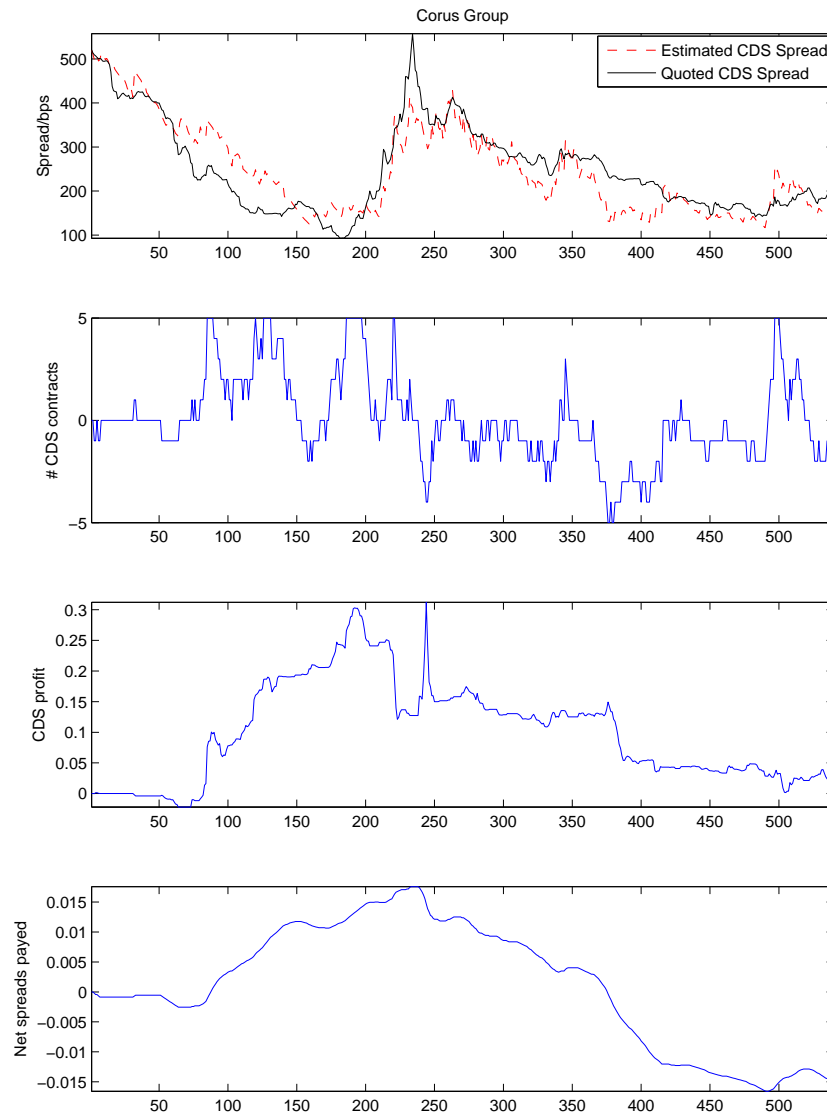 Corus Group
Spread/bps
500
400
300
200
100
Estimated CDS Spread
Quoted CDS Spread
50 100 150 200 250 300 350 400 450 500
# CDS contracts
5
0
−5
50 100 150 200 250 300 350 400 450 500
CDS profit
0.3
0.25
0.2
0.15
0.1
0.05
0
50 100 150 200 250 300 350 400 450 500
Net spreads payed
0.015
0.01
0.005
0
−0.005
−0.01
−0.015
50 100 150 200 250 300 350 400 450 500